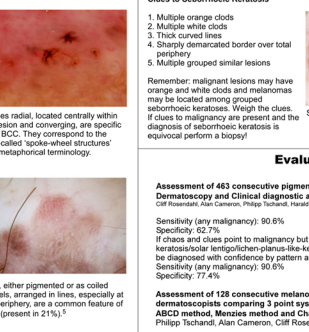 es radial, located centrally within
esion and converging, are specific
BCC. They correspond to the
called 'spoke-wheel structures'
metaphorical terminology.
, either pigmented or as coiled
els, arranged in lines, especially at
periphery, are a common feature of
(present in 21%).5
1. Multiple orange clods
2. Multiple white clods
3. Thick curved lines
4. Sharply demarcated border over total
periphery
5. Multiple grouped similar lesions
Remember: malignant lesions may have
orange and white clods and melanomas
may be located among grouped
seborrhoeic keratoses. Weigh the clues.
If clues to malignancy are present and the
diagnosis of seborrhoeic keratosis is
equivocal perform a biopsy!
S
Evalu
Assessment of 463 consecutive pigmen
Dermatoscopy and Clinical diagnostic a
Cliff Rosendahl, Alan Cameron, Philipp Tschandl, Harald
Sensitivity (any malignancy): 90.6%
Specificity: 62.7%
If chaos and clues point to malignancy but
keratosis/solar lentigo/lichen-planus-like-ke
be diagnosed with confidence by pattern a
Sensitivity (any malignancy): 90.6%
Specificity: 77.4%
Assessment of 128 consecutive melano
dermatoscopists comparing 3 point sys
ABCD method, Menzies method and Cha
Philipp Tschandl, Alan Cameron, Cliff Rose